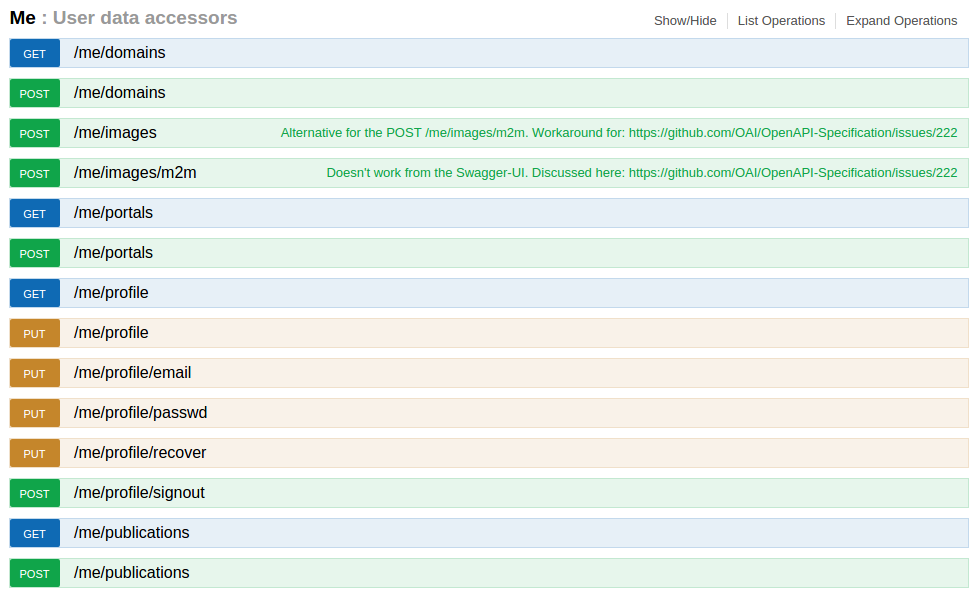 Me : User data accessors Show/Hide List Operations Expand Operations
GET /me/domains
POST /me/domains
POST /me/images Alternative for the POST /me/images/m2m. Workaround for: https://github.com/OAI/OpenAPI-Specification/issues/222
POST /me/images/m2m Doesn't work from the Swagger-UI. Discussed here: https://github.com/OAI/OpenAPI-Specification/issues/222
GET /me/portals
POST /me/portals
GET /me/profile
PUT /me/profile
PUT /me/profile/email
PUT /me/profile/passwd
PUT /me/profile/recover
POST /me/profile/signout
GET /me/publications
POST /me/publications